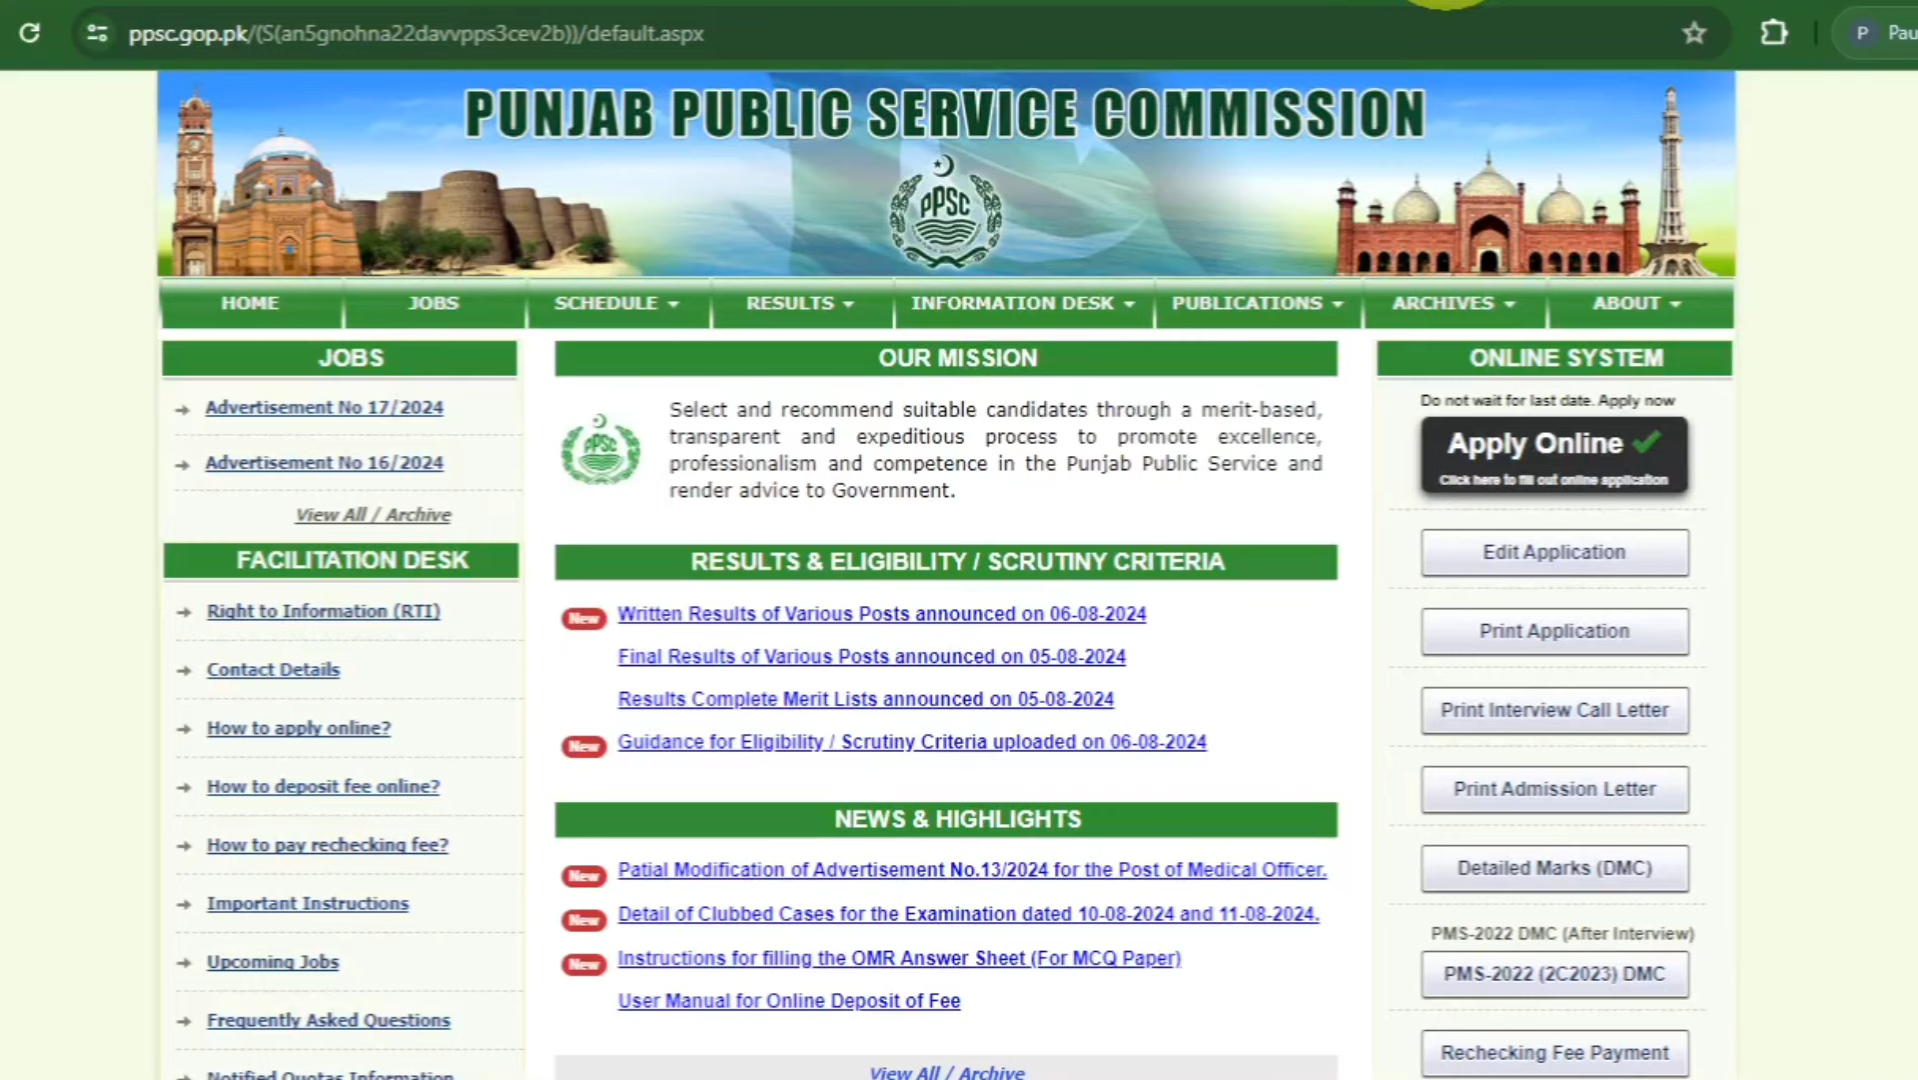 ppsc.gop.pk/(S(an5gnohna22davvpps3cev2b))/default.aspx
P Pau
PUNJAB PUBLIC SERVICE COMMISSION
PPSC
HOME JOBS SCHEDULE RESULTS INFORMATION DESK PUBLICATIONS ARCHIVES ABOUT
JOBS
Advertisement No 17/2024
Advertisement No 16/2024
View All / Archive
FACILITATION DESK
Right to Information (RTI)
Contact Details
How to apply online?
How to deposit fee online?
How to pay rechecking fee?
Important Instructions
Upcoming Jobs
Frequently Asked Questions
Notified Quotas Information
OUR MISSION
PPSC
Select and recommend suitable candidates through a merit-based,
transparent and expeditious process to promote excellence,
professionalism and competence in the Punjab Public Service and
render advice to Government.
RESULTS & ELIGIBILITY / SCRUTINY CRITERIA
New Written Results of Various Posts announced on 06-08-2024
Final Results of Various Posts announced on 05-08-2024
Results Complete Merit Lists announced on 05-08-2024
New Guidance for Eligibility / Scrutiny Criteria uploaded on 06-08-2024
NEWS & HIGHLIGHTS
New Patial Modification of Advertisement No.13/2024 for the Post of Medical Officer.
New Detail of Clubbed Cases for the Examination dated 10-08-2024 and 11-08-2024.
New Instructions for filling the OMR Answer Sheet (For MCQ Paper)
User Manual for Online Deposit of Fee
View All / Archive
ONLINE SYSTEM
Do not wait for last date. Apply now
Apply Online
Click here to fill out online application
Edit Application
Print Application
Print Interview Call Letter
Print Admission Letter
Detailed Marks (DMC)
PMS-2022 DMC (After Interview)
PMS-2022 (2C2023) DMC
Rechecking Fee Payment